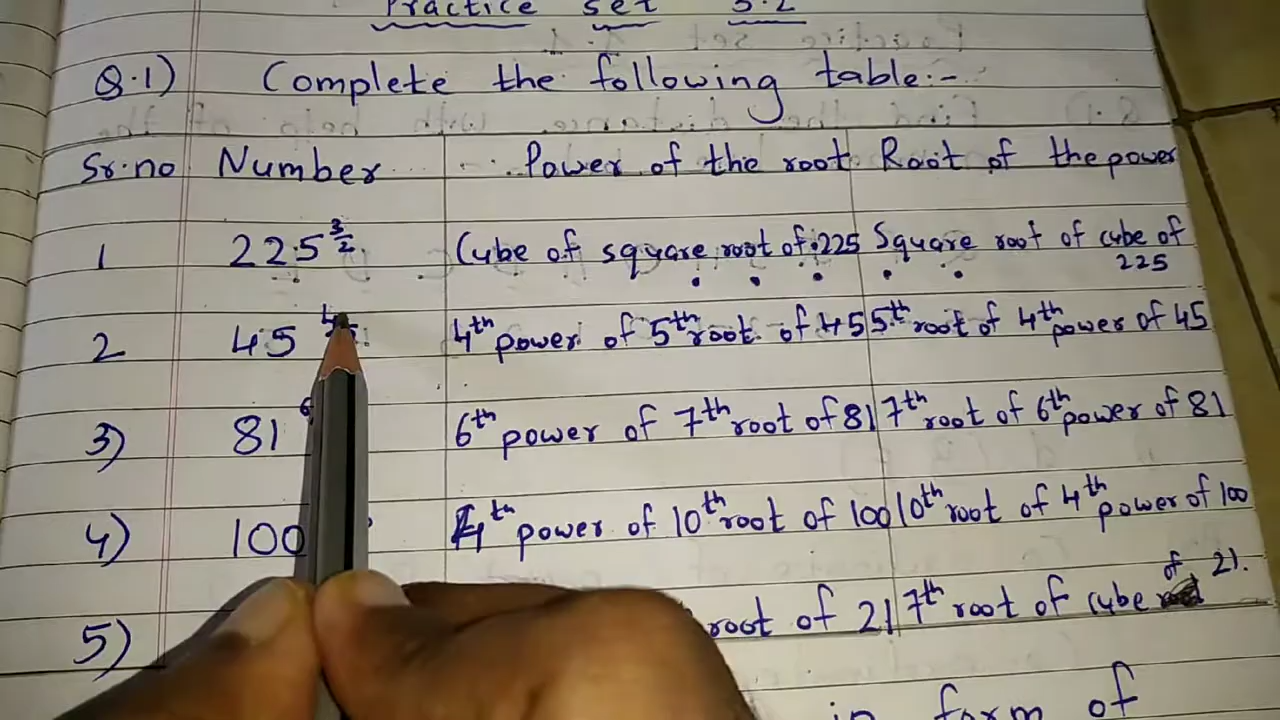 Practice set 3.2
Q.1) Complete the following table:-
Sr.no Number Power of the root Root of the power
1 225^3/2 Cube of square root of 225 Square root of cube of 225
2 45^4/5 4th power of 5th root of 45 5th root of 4th power of 45
3) 81 6th power of 7th root of 81 7th root of 6th power of 81
4) 100 4th power of 10th root of 100 10th root of 4th power of 100
5) root of 21 7th root of cube of 21.
in form of